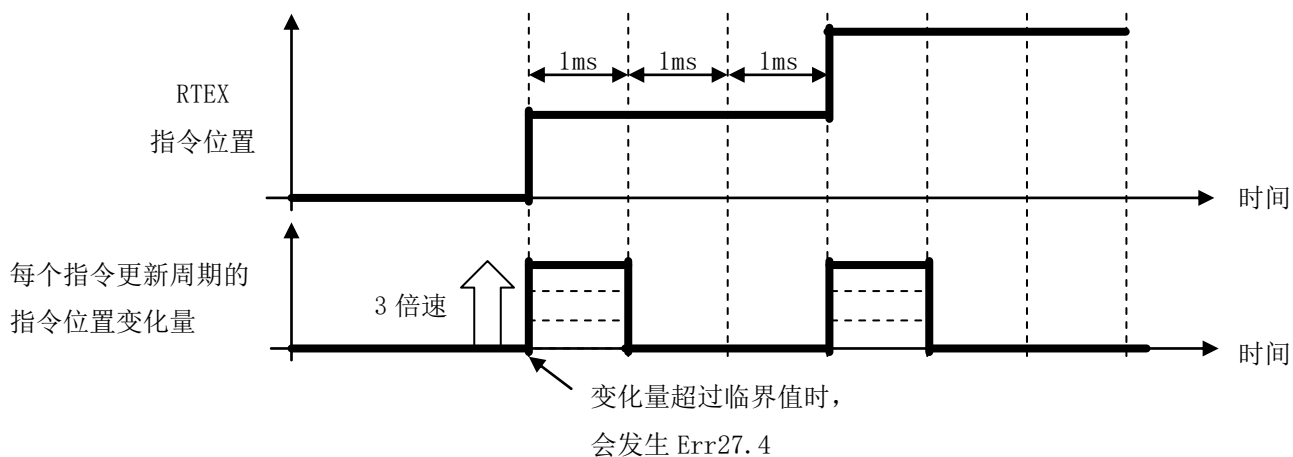 1ms
1ms
1ms
RTEX
指令位置
时间
每个指令更新周期的
指令位置变化量
3 倍速
时间
变化量超过临界值时，
会发生 Err27.4